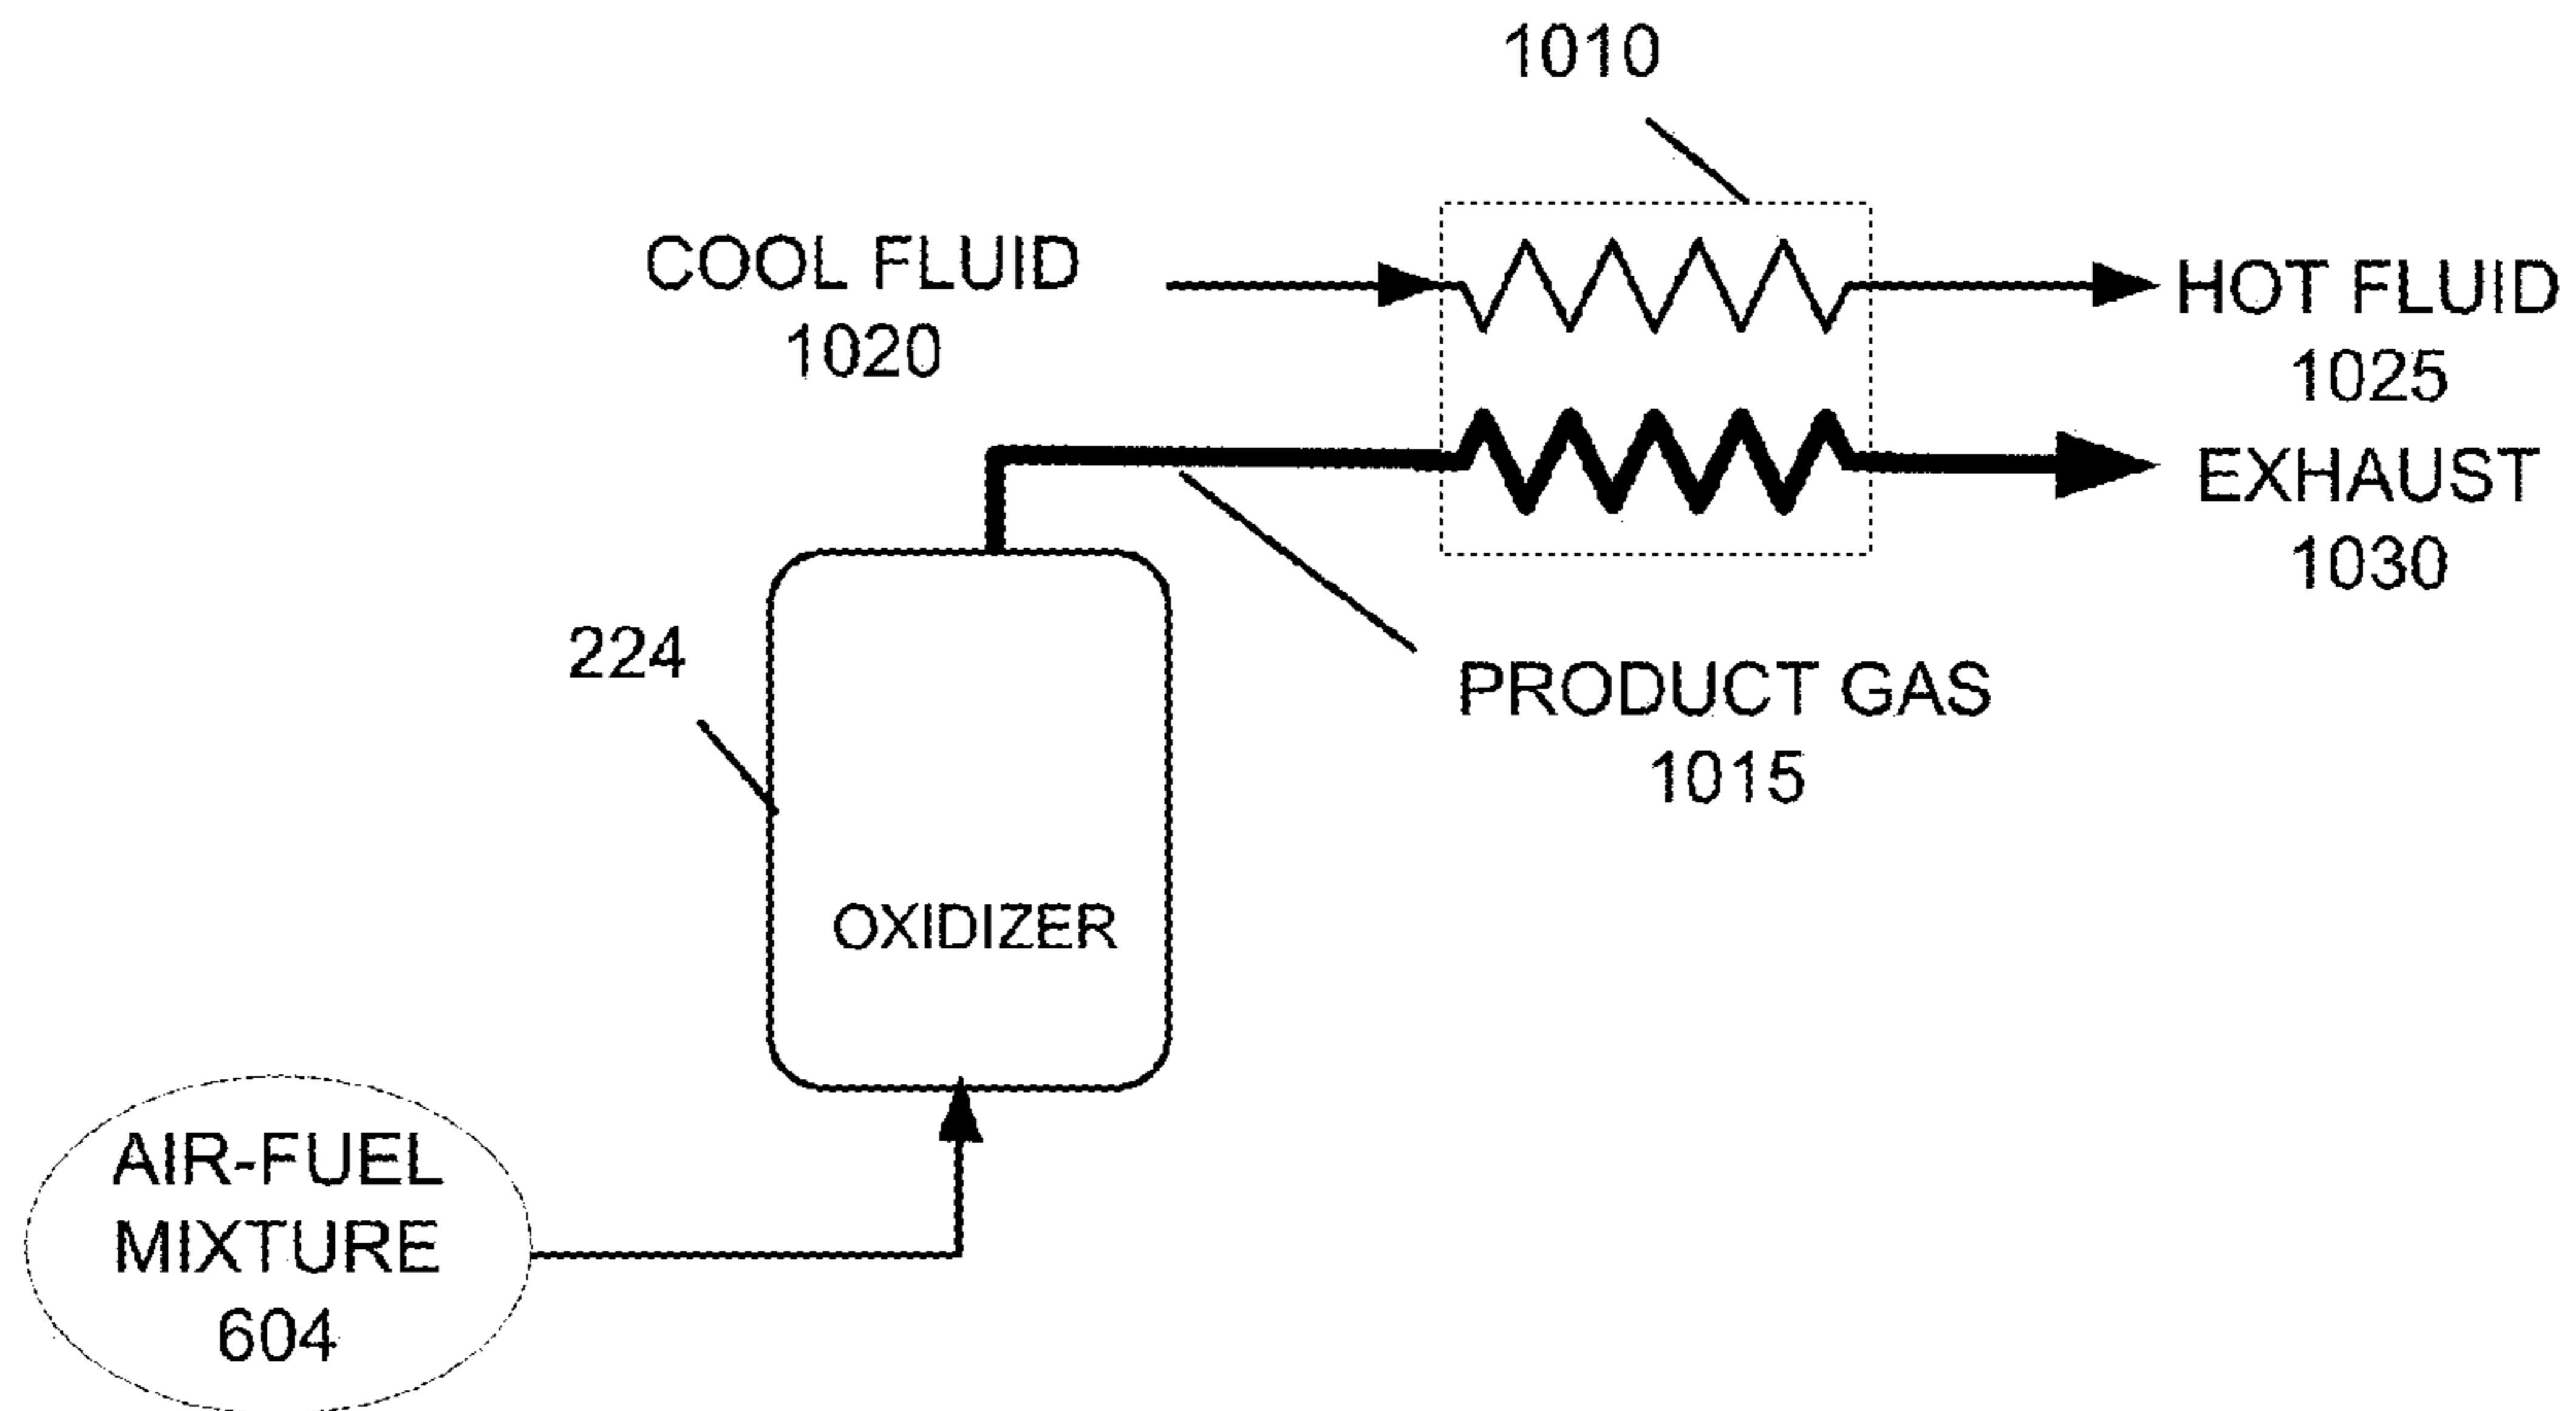 1010
COOL FLUID
1020
HOT FLUID
1025
EXHAUST
1030
224
PRODUCT GAS
1015
OXIDIZER
AIR-FUEL
MIXTURE
604